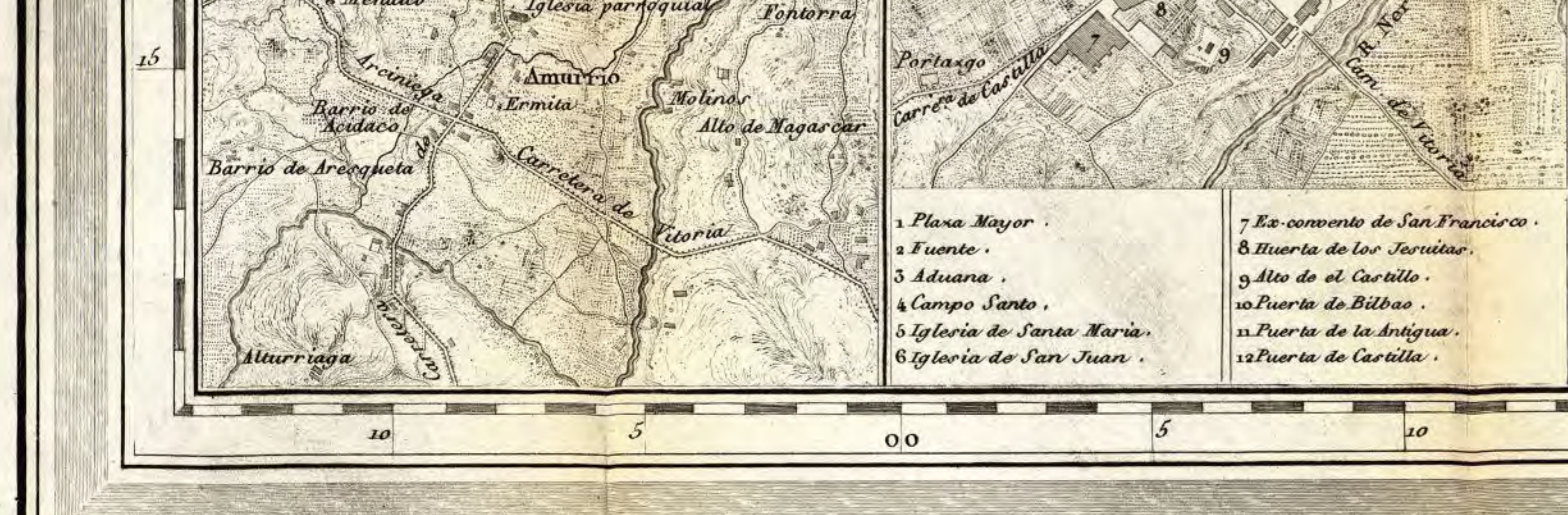 Iglesia parroquial
Fontorra
15
Arciniega
Amurrio
Ermita
Molinos
Barrio de
Acidaco
Alto de Magascar
Barrio de Aresqueta
de
Carretera de Vitoria
Carretera
Alturriaga
8
7
9
Portazgo
Carre.ra de Castilla
R. Ner
Cam. de Vitoria
1 Plaza Mayor .
2 Fuente .
3 Aduana .
4 Campo Santo .
5 Iglesia de Santa Maria .
6 Iglesia de San Juan .
7 Ex-convento de San Francisco .
8 Huerta de los Jesuitas .
9 Alto de el Castillo .
10 Puerta de Bilbao .
11 Puerta de la Antigua .
12 Puerta de Castilla .
10 5 00 5 10